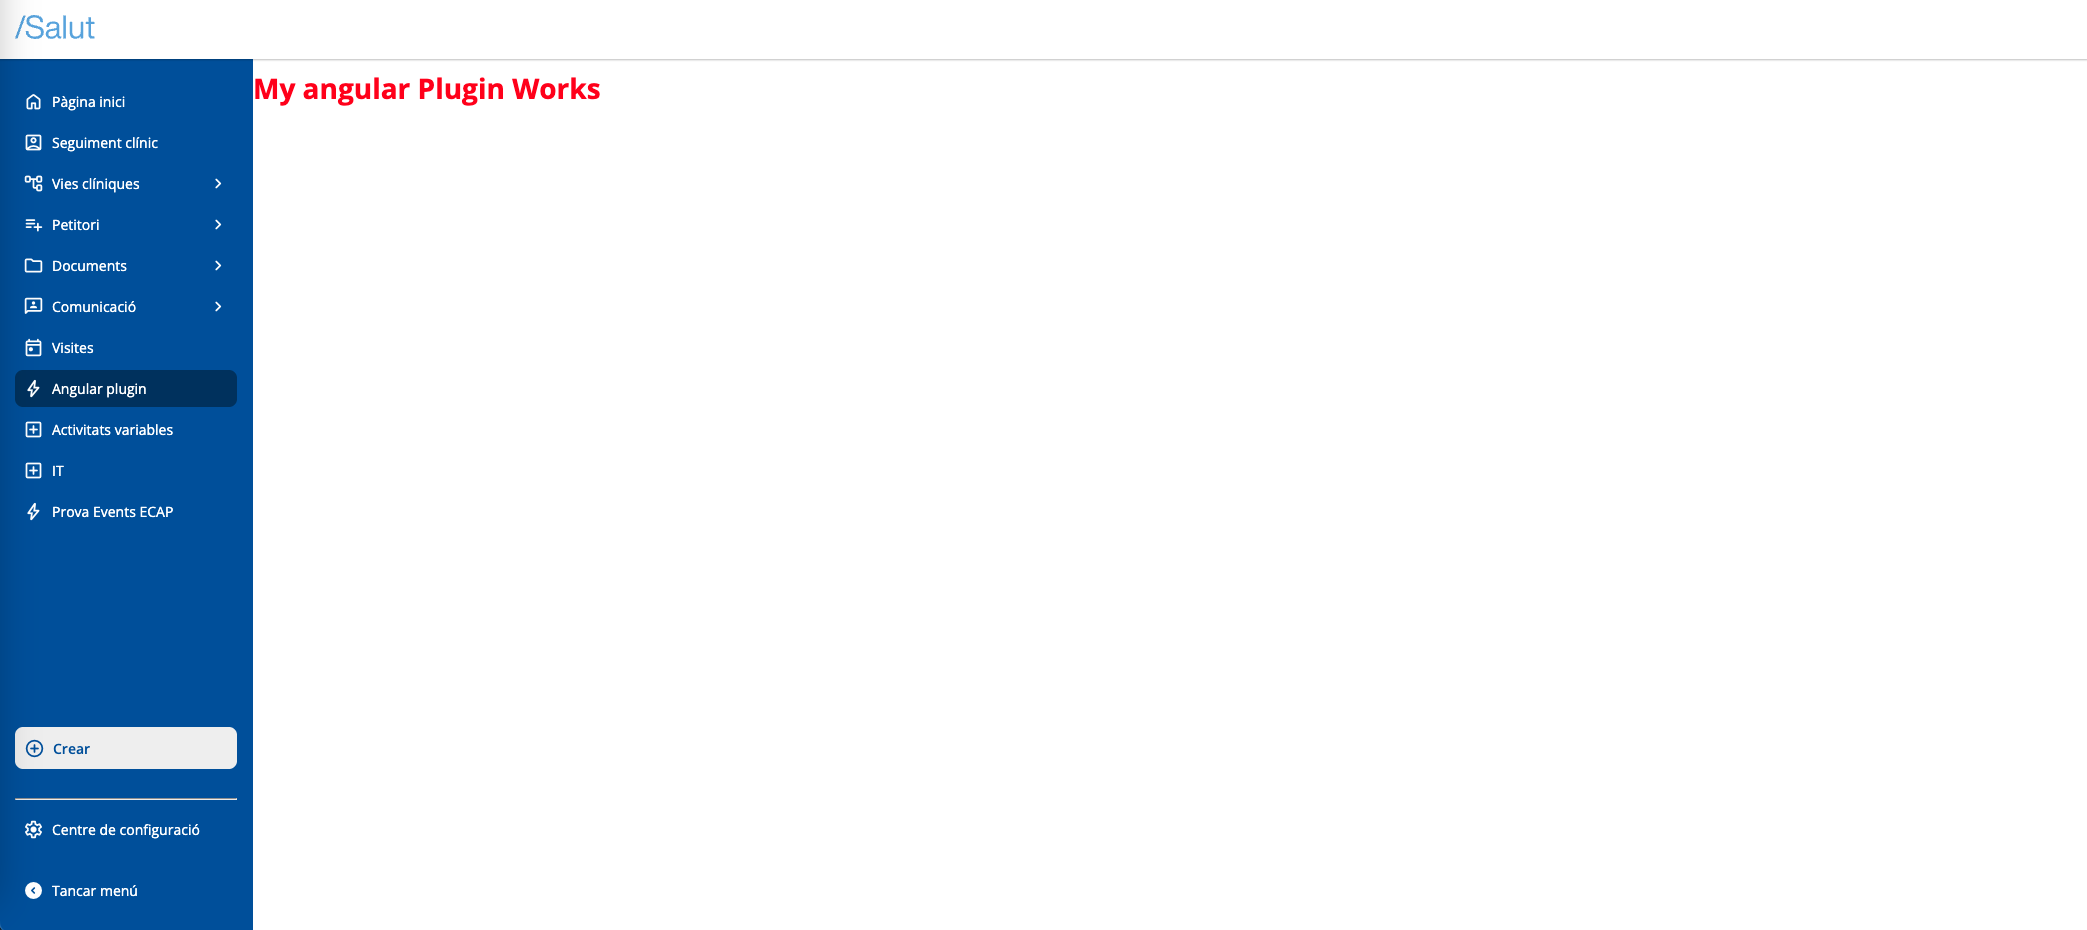 /Salut
My angular Plugin Works
Pàgina inici
Seguiment clínic
Vies clíniques
Petitori
Documents
Comunicació
Visites
Angular plugin
Activitats variables
IT
Prova Events ECAP
Crear
Centre de configuració
Tancar menú